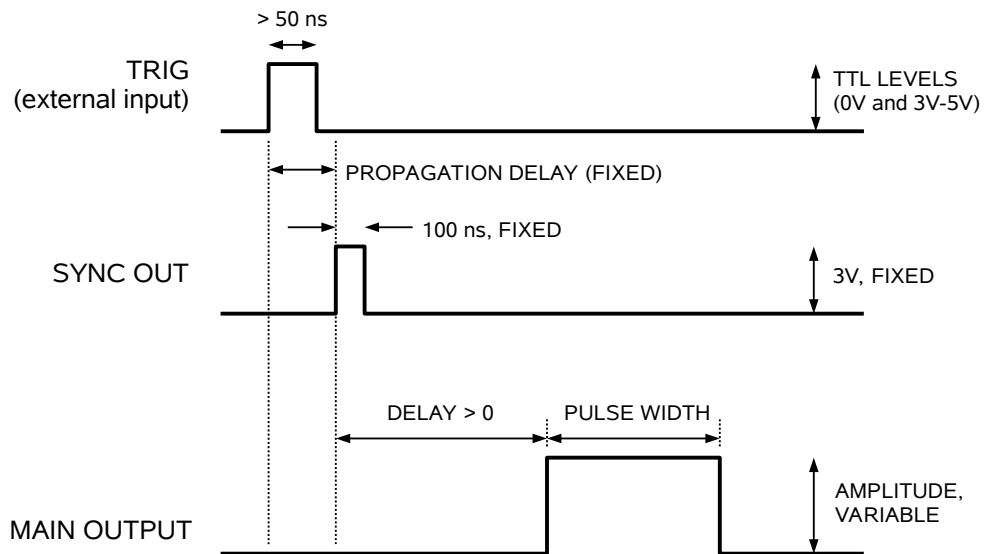 > 50 ns
TRIG
(external input)
TTL LEVELS
(0V and 3V-5V)
PROPAGATION DELAY (FIXED)
100 ns, FIXED
SYNC OUT
3V, FIXED
DELAY > 0
PULSE WIDTH
MAIN OUTPUT
AMPLITUDE,
VARIABLE